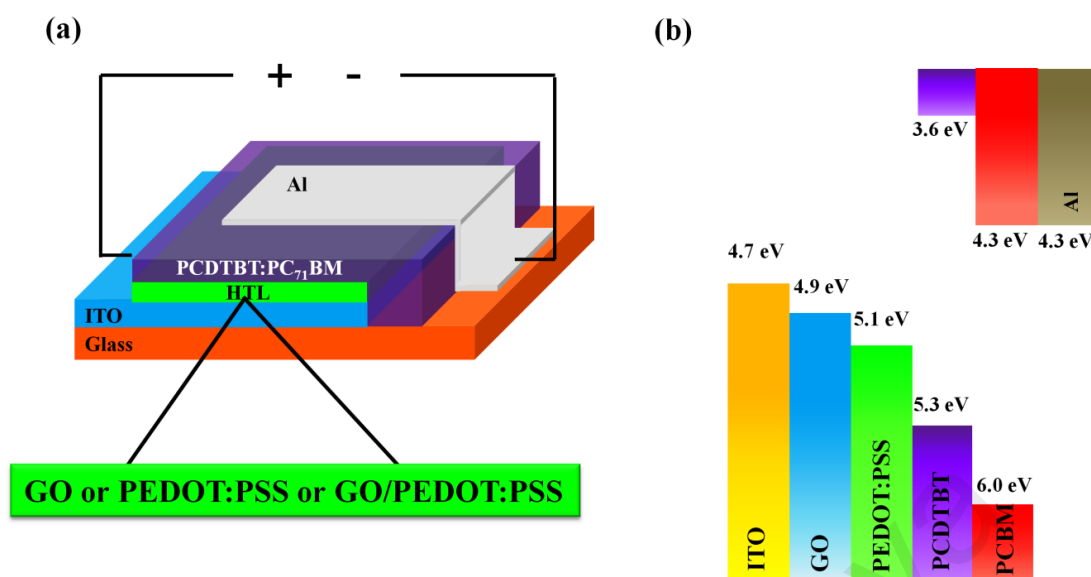 (a)
+ -
Al
PCDTBT:PC₇₁BM
HTL
ITO
Glass
GO or PEDOT:PSS or GO/PEDOT:PSS
(b)
3.6 eV
Al
4.3 eV 4.3 eV
4.7 eV
4.9 eV
5.1 eV
5.3 eV
6.0 eV
ITO
GO
PEDOT:PSS
PCDTBT
PCBM